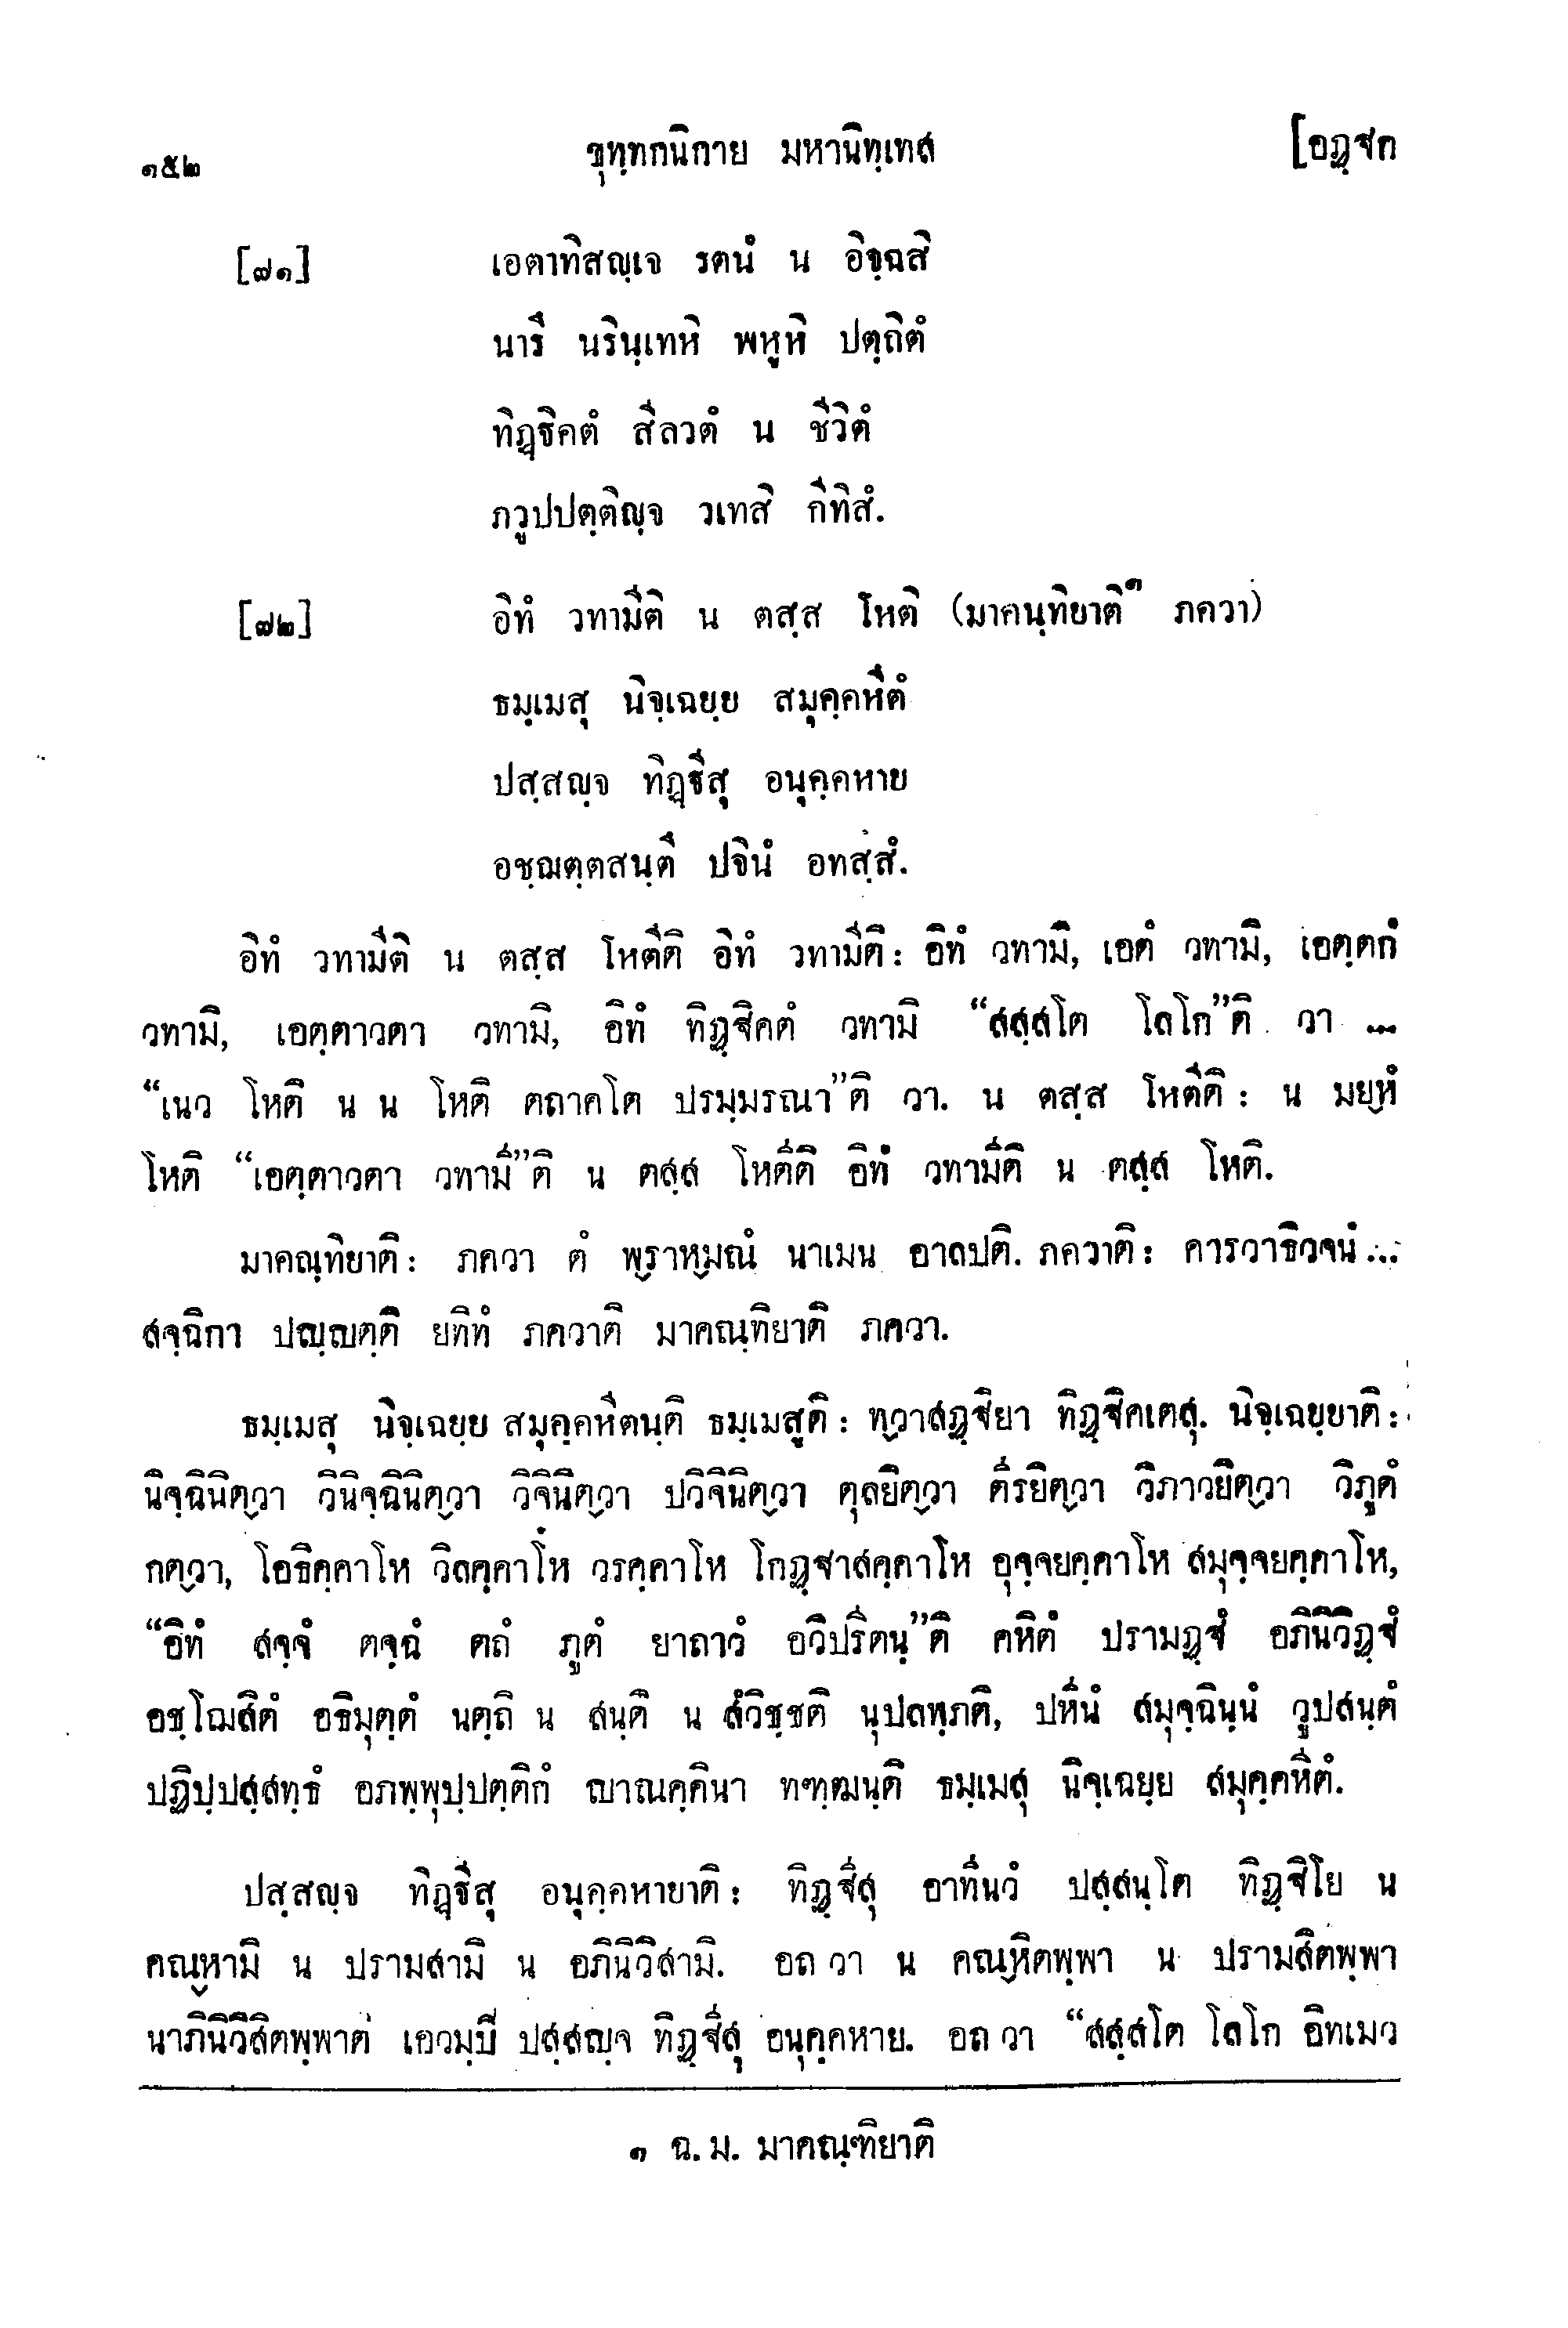 ๑๕๒ ขุทฺทกนิกาย มหานิทฺเทส [อฏฺฐก
[๗๑] เอตาทิสญฺเจ รตนํ น อิจฺฉสิ
นารึ นรินฺเทหิ พหูหิ ปตฺถิตํ
ทิฏฺฐิคตํ สีลวตํ น ชีวิตํ
ภวูปปตฺติญฺจ วเทสิ กีทิสํ.
[๗๒] อิทํ วทามีติ น ตสฺส โหติ (มาคนฺทิยาติ๑ ภควา)
ธมฺเมสุ นิจฺเฉยฺย สมุคฺคหีตํ
ปสฺสญฺจ ทิฏฺฐีสุ อนุคฺคหาย
อชฺฌตฺตสนฺตึ ปจินํ อทสฺสํ.
อิทํ วทามีติ น ตสฺส โหตีติ อิทํ วทามีติ: อิทํ วทามิ, เอตํ วทามิ, เอตฺตกํ
วทามิ, เอตฺตาวตา วทามิ, อิทํ ทิฏฺฐิคตํ วทามิ “สสฺสโต โลโก”ติ วา ...
“เนว โหติ น น โหติ ตถาคโต ปรมฺมรณา”ติ วา. น ตสฺส โหตีติ: น มยฺหํ
โหติ “เอตฺตาวตา วทามี”ติ น ตสฺส โหตีติ อิทํ วทามีติ น ตสฺส โหติ.
มาคณฺทิยาติ: ภควา ตํ พฺราหฺมณํ นาเมน อาลปติ. ภควาติ: คารวาธิวจนํ...
สจฺฉิกา ปญฺญตฺติ ยทิทํ ภควาติ มาคณฺทิยาติ ภควา.
ธมฺเมสุ นิจฺเฉยฺย สมุคฺคหีตนฺติ ธมฺเมสูติ: ทฺวาสฏฺฐิยา ทิฏฺฐิคเตสุ. นิจฺเฉยฺยาติ:
นิจฺฉินิตฺวา วินิจฺฉินิตฺวา วิจินิตฺวา ปวิจินิตฺวา ตุลยิตฺวา ตีรยิตฺวา วิภาวยิตฺวา วิภูตํ
กตฺวา, โอธิคฺคาโห วิลคฺคาโห วรคฺคาโห โกฏฺฐาสคฺคาโห อุจฺจยคฺคาโห สมุจฺจยคฺคาโห,
“อิทํ สจฺจํ ตจฺฉํ ตถํ ภูตํ ยาถาวํ อวิปรีตนฺ”ติ คหิตํ ปรามฏฺฐํ อภินิวิฏฺฐํ
อชฺโฌสิตํ อธิมุตฺตํ นตฺถิ น สนฺติ น สํวิชฺชติ นุปลพฺภติ, ปหีนํ สมุจฺฉินฺนํ วูปสนฺตํ
ปฏิปฺปสฺสทฺธํ อภพฺพุปฺปตฺติกํ ญาณคฺคินา ทฑฺฒนฺติ ธมฺเมสุ นิจฺเฉยฺย สมุคฺคหีตํ.
ปสฺสญฺจ ทิฏฺฐีสุ อนุคฺคหายาติ: ทิฏฺฐีสุ อาทีนวํ ปสฺสนฺโต ทิฏฺฐิโย น
คณฺหามิ น ปรามสามิ น อภินิวิสามิ. อถ วา น คณฺหิตพฺพา น ปรามสิตพฺพา
นาภินิวิสิตพฺพาติ เอวมฺปิ ปสฺสญฺจ ทิฏฺฐีสุ อนุคฺคหาย. อถ วา “สสฺสโต โลโก อิทเมว
๑ ฉ. ม. มาคณฺฑิยาติ